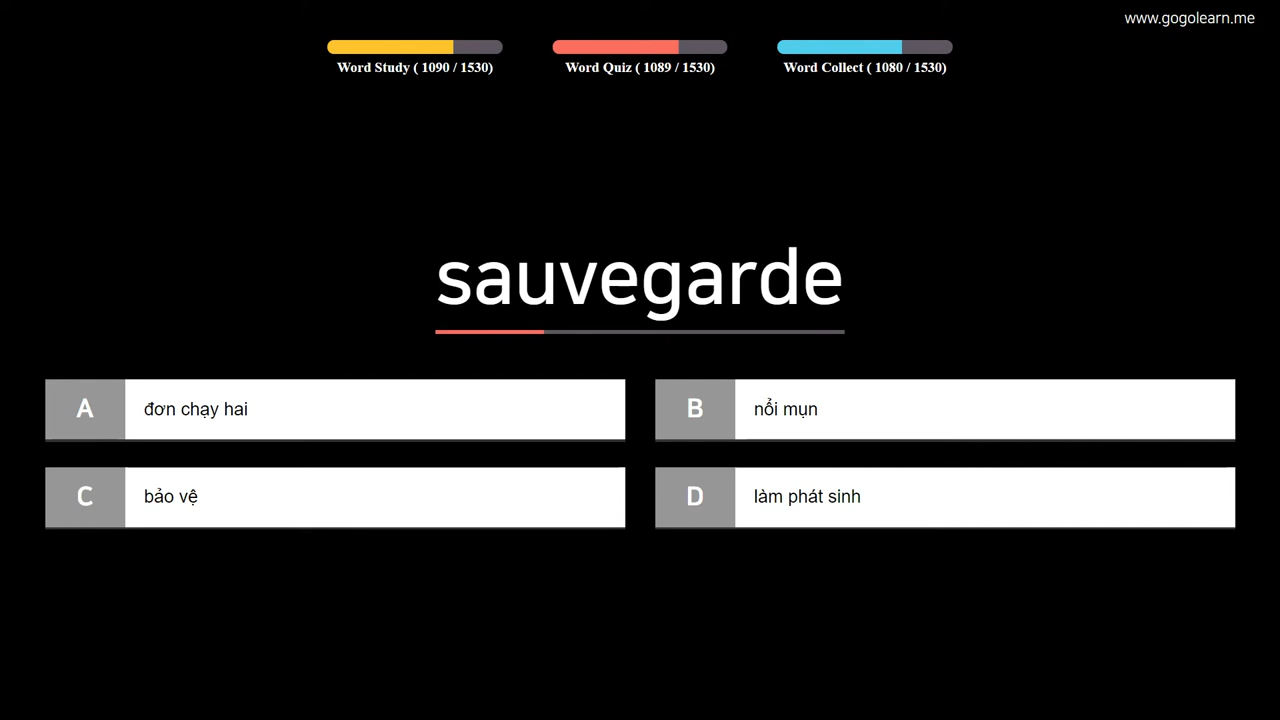 www.gogolearn.me
Word Study ( 1090 / 1530)
Word Quiz ( 1089 / 1530)
Word Collect ( 1080 / 1530)
sauvegarde
A
đơn chạy hai
B
nổi mụn
C
bảo vệ
D
làm phát sinh